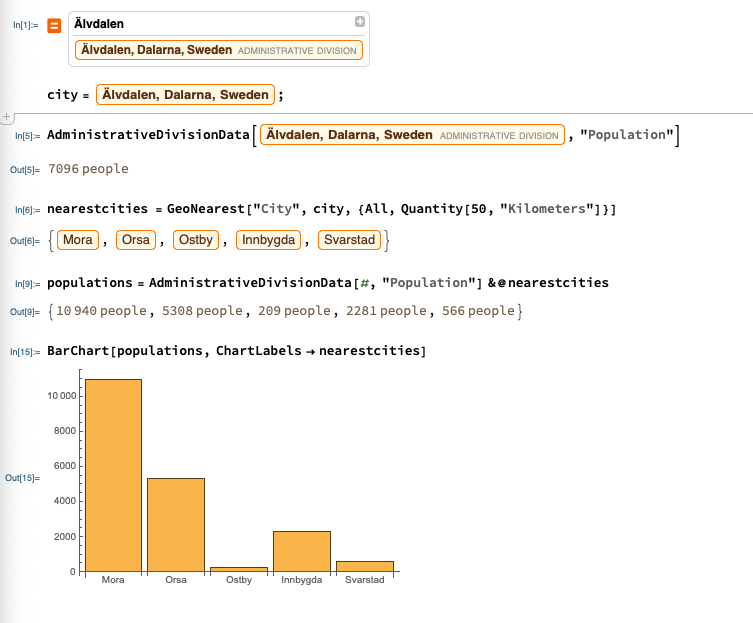 In[1]:= Älvdalen
Älvdalen, Dalarna, Sweden ADMINISTRATIVE DIVISION
city = Älvdalen, Dalarna, Sweden ;
In[5]:= AdministrativeDivisionData[ Älvdalen, Dalarna, Sweden ADMINISTRATIVE DIVISION , "Population"]
Out[5]= 7096 people
In[6]:= nearestcities = GeoNearest["City", city, {All, Quantity[50, "Kilometers"]}]
Out[6]= { Mora , Orsa , Ostby , Innbygda , Svarstad }
In[9]:= populations = AdministrativeDivisionData[#, "Population"] &@nearestcities
Out[9]= {10 940 people, 5308 people, 209 people, 2281 people, 566 people}
In[15]:= BarChart[populations, ChartLabels → nearestcities]
10 000
8000
6000
Out[15]=
4000
2000
0
Mora Orsa Ostby Innbygda Svarstad